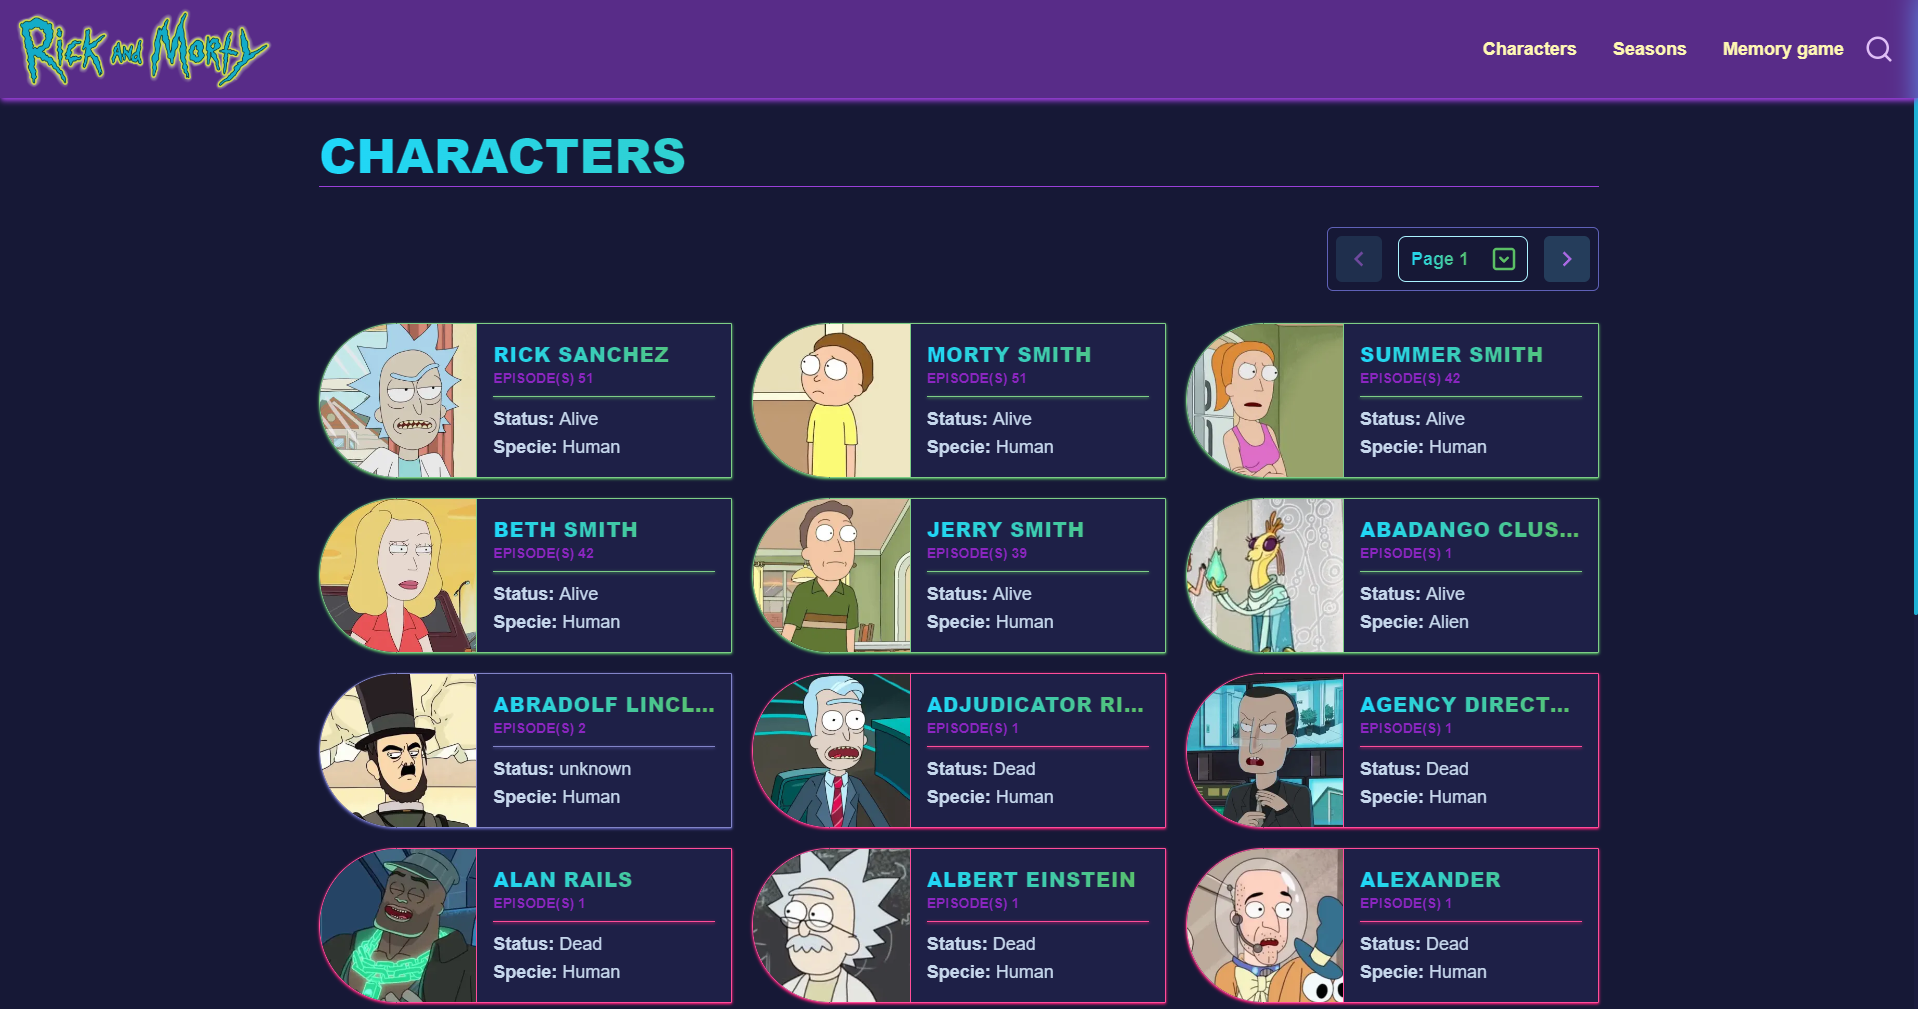 Rick and Morty
Characters Seasons Memory game
CHARACTERS
Page 1
RICK SANCHEZ
EPISODE(S) 51
Status: Alive
Specie: Human
MORTY SMITH
EPISODE(S) 51
Status: Alive
Specie: Human
SUMMER SMITH
EPISODE(S) 42
Status: Alive
Specie: Human
BETH SMITH
EPISODE(S) 42
Status: Alive
Specie: Human
JERRY SMITH
EPISODE(S) 39
Status: Alive
Specie: Human
ABADANGO CLUS...
EPISODE(S) 1
Status: Alive
Specie: Alien
ABRADOLF LINCL...
EPISODE(S) 2
Status: unknown
Specie: Human
ADJUDICATOR RI...
EPISODE(S) 1
Status: Dead
Specie: Human
AGENCY DIRECT...
EPISODE(S) 1
Status: Dead
Specie: Human
ALAN RAILS
EPISODE(S) 1
Status: Dead
Specie: Human
ALBERT EINSTEIN
EPISODE(S) 1
Status: Dead
Specie: Human
ALEXANDER
EPISODE(S) 1
Status: Dead
Specie: Human